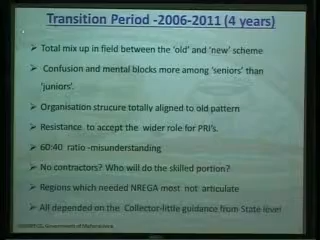 Transition Period -2006-2011 (4 years)
➢ Total mix up in field between the 'old' and 'new' scheme
➢ Confusion and mental blocks more among 'seniors' than
'juniors'.
➢ Organisation strucure totally aligned to old pattern
➢ Resistance to accept the wider role for PRI's.
➢ 60:40 ratio -misunderstanding
➢ No contractors? Who will do the skilled portion?
➢ Regions which needed NREGA most not articulate
➢ All depended on the Collector-little guidance from State level
Government of Maharashtra